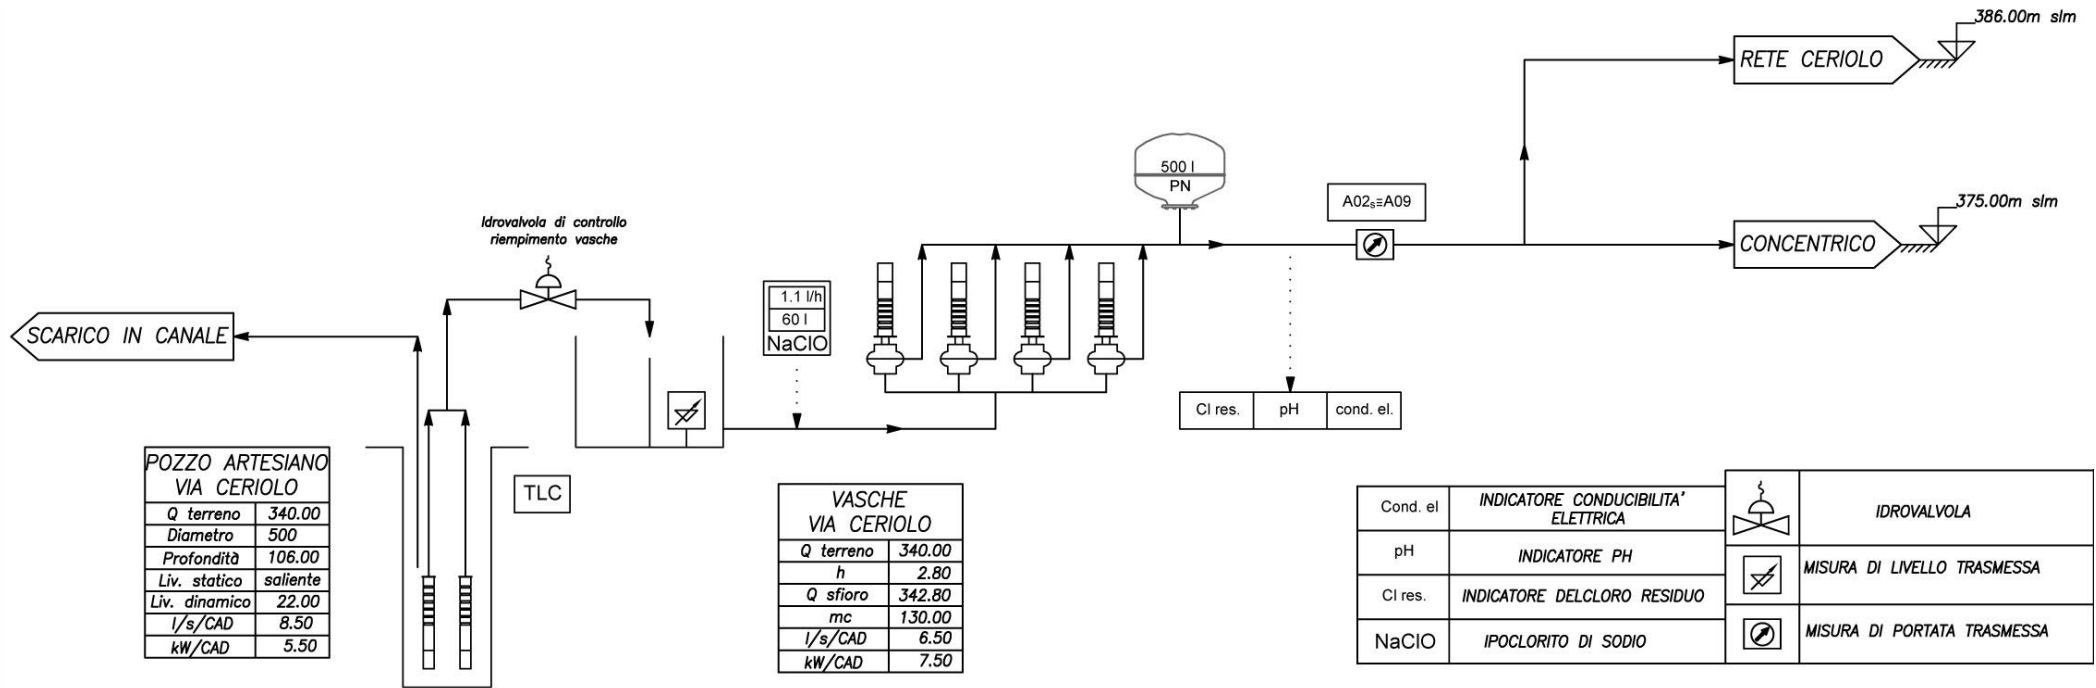 386.00m slm
RETE CERIOLO
375.00m slm
CONCENTRICO
500 l
PN
A02s≡A09
Idrovalvola di controllo
riempimento vasche
1.1 l/h
60 l
NaClO
SCARICO IN CANALE
Cl res. pH cond. el.
TLC
POZZO ARTESIANO
VIA CERIOLO
Q terreno 340.00
Diametro 500
Profondità 106.00
Liv. statico saliente
Liv. dinamico 22.00
l/s/CAD 8.50
kW/CAD 5.50
VASCHE
VIA CERIOLO
Q terreno 340.00
h 2.80
Q sfioro 342.80
mc 130.00
l/s/CAD 6.50
kW/CAD 7.50
Cond. el INDICATORE CONDUCIBILITA'
ELETTRICA
pH INDICATORE PH
Cl res. INDICATORE DELCLORO RESIDUO
NaClO IPOCLORITO DI SODIO
IDROVALVOLA
MISURA DI LIVELLO TRASMESSA
MISURA DI PORTATA TRASMESSA